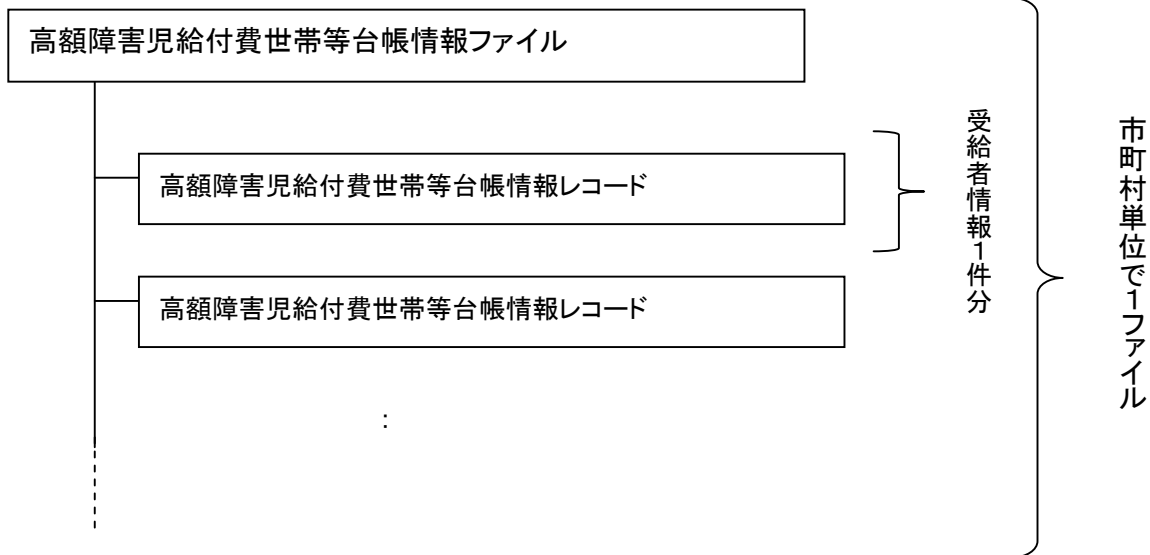 高額障害児給付費世帯等台帳情報ファイル
高額障害児給付費世帯等台帳情報レコード
高額障害児給付費世帯等台帳情報レコード
:
受給者情報1件分
市町村単位で1ファイル